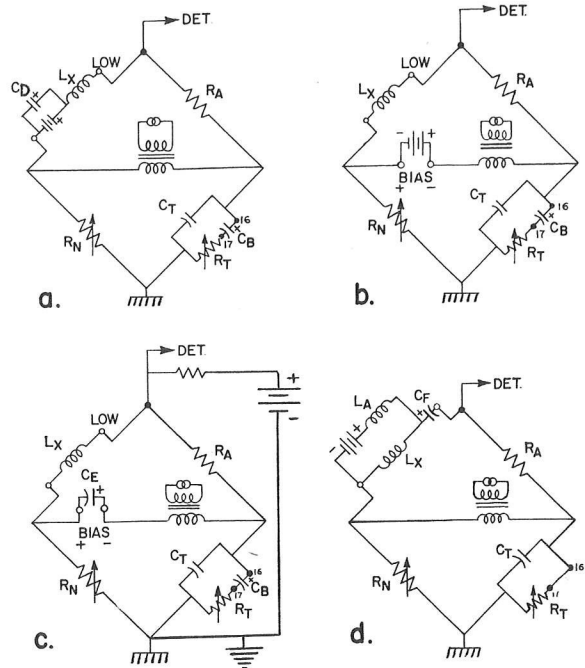 DET.
LOW
LX
CD
+
+
RA
CT
16
17
+
CB
RN
RT
a.
DET.
LOW
LX
RA
- +
BIAS
+ -
CT
16
17
+
CB
RN
RT
b.
DET.
+
-
LOW
LX
RA
CE
+
BIAS
+ -
CT
16
17
+
CB
RN
RT
c.
DET.
LA
CF
+
- +
LX
RA
CT
16
RN
RT
d.